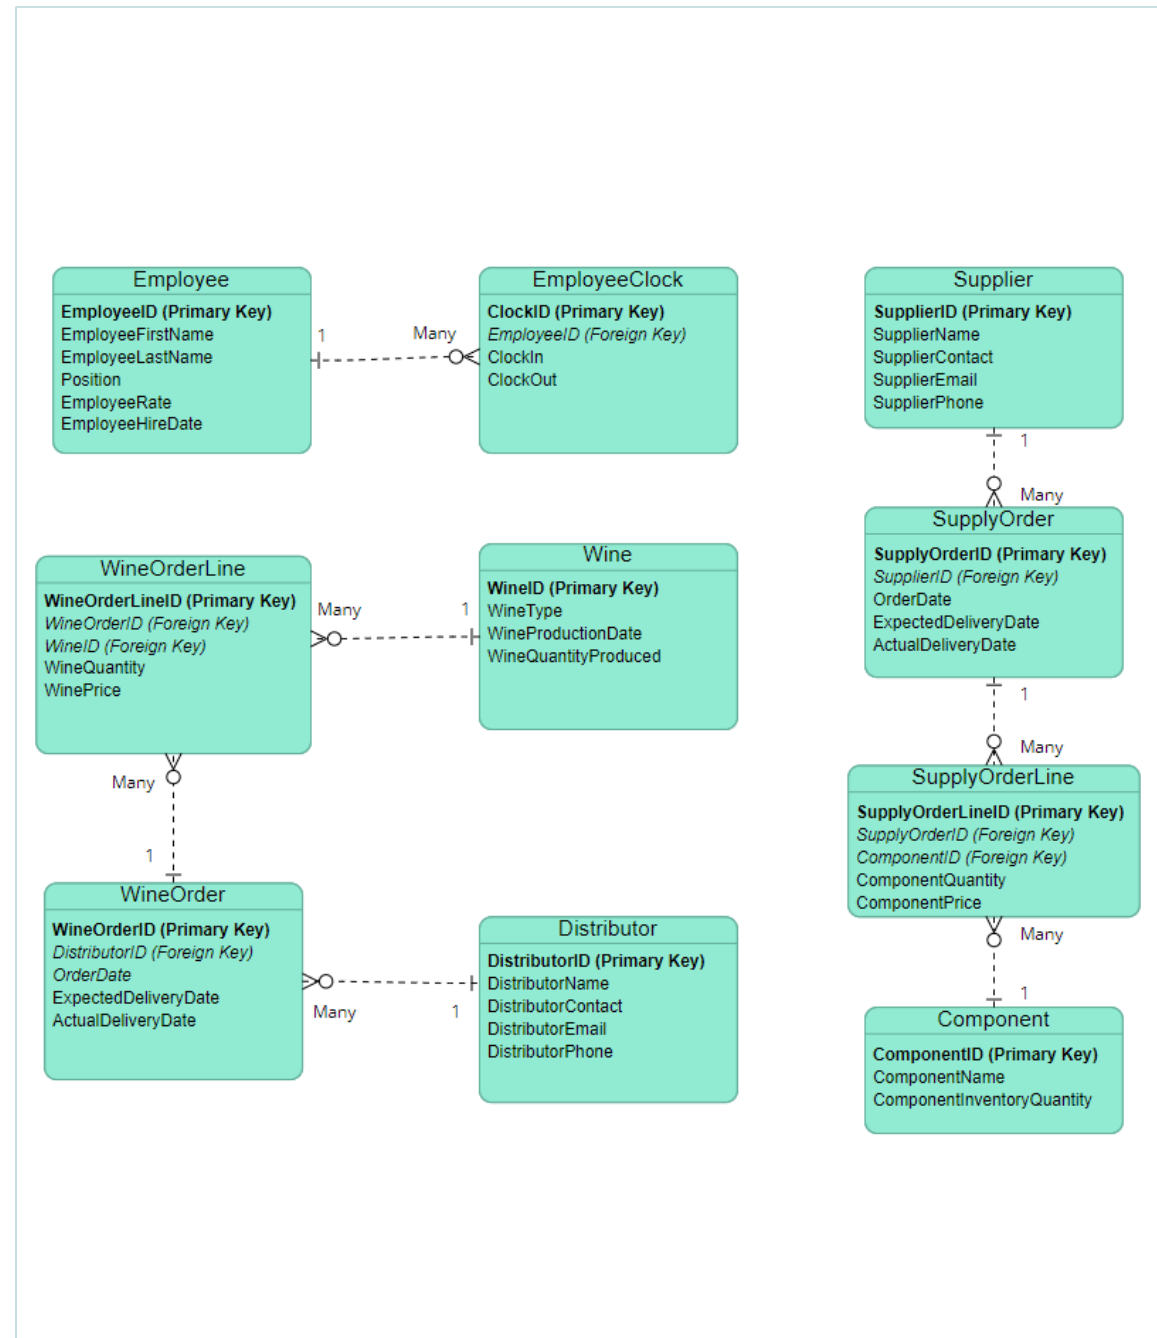 Employee
EmployeeID (Primary Key)
EmployeeFirstName
EmployeeLastName
Position
EmployeeRate
EmployeeHireDate
1
Many
EmployeeClock
ClockID (Primary Key)
EmployeeID (Foreign Key)
ClockIn
ClockOut
Supplier
SupplierID (Primary Key)
SupplierName
SupplierContact
SupplierEmail
SupplierPhone
1
Many
SupplyOrder
SupplyOrderID (Primary Key)
SupplierID (Foreign Key)
OrderDate
ExpectedDeliveryDate
ActualDeliveryDate
1
Many
WineOrderLine
WineOrderLineID (Primary Key)
WineOrderID (Foreign Key)
WineID (Foreign Key)
WineQuantity
WinePrice
Many
1
Wine
WineID (Primary Key)
WineType
WineProductionDate
WineQuantityProduced
Many
1
SupplyOrderLine
SupplyOrderLineID (Primary Key)
SupplyOrderID (Foreign Key)
ComponentID (Foreign Key)
ComponentQuantity
ComponentPrice
Many
1
WineOrder
WineOrderID (Primary Key)
DistributorID (Foreign Key)
OrderDate
ExpectedDeliveryDate
ActualDeliveryDate
Many
1
Distributor
DistributorID (Primary Key)
DistributorName
DistributorContact
DistributorEmail
DistributorPhone
Component
ComponentID (Primary Key)
ComponentName
ComponentInventoryQuantity